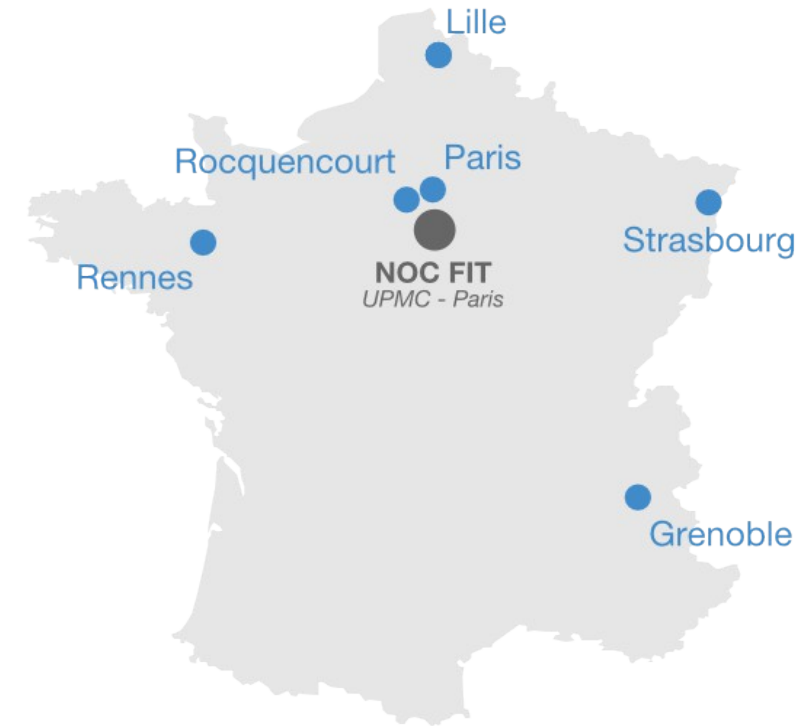 Lille
Rocquencourt
Paris
Strasbourg
Rennes
NOC FIT
UPMC - Paris
Grenoble